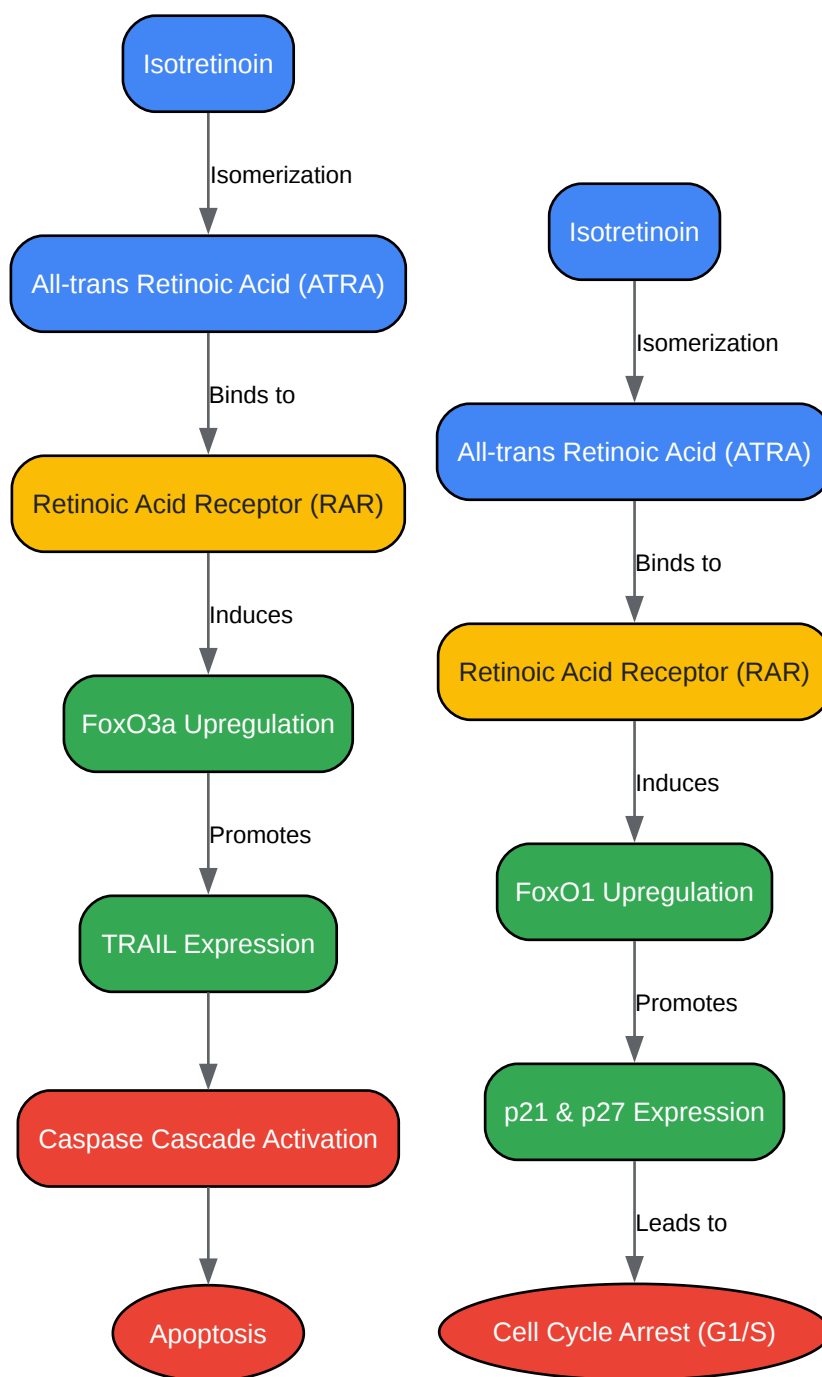 Isotretinoin
Isomerization
All-trans Retinoic Acid (ATRA)
Binds to
Retinoic Acid Receptor (RAR)
Induces
FoxO3a Upregulation
Promotes
TRAIL Expression
Caspase Cascade Activation
Apoptosis
Isotretinoin
Isomerization
All-trans Retinoic Acid (ATRA)
Binds to
Retinoic Acid Receptor (RAR)
Induces
FoxO1 Upregulation
Promotes
p21 & p27 Expression
Leads to
Cell Cycle Arrest (G1/S)